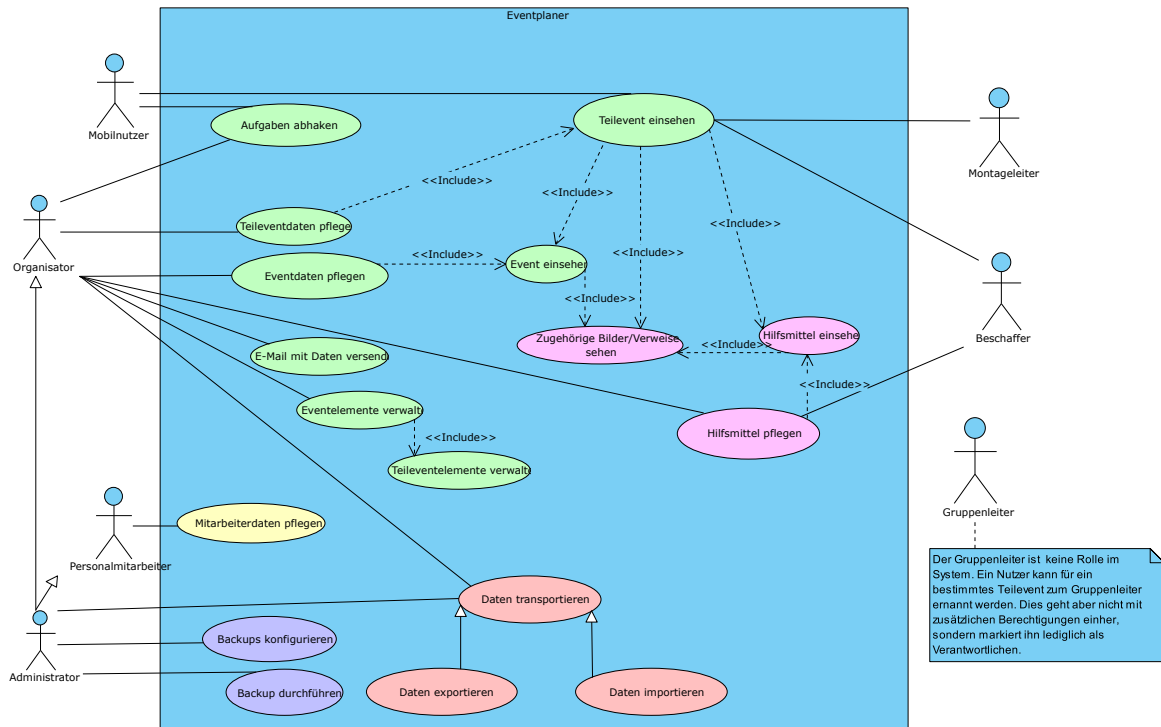 Eventplaner
Mobilnutzer
Aufgaben abhaken
Teilevent einsehen
Montageleiter
<<Include>>
<<Include>>
Teileventdaten pflege
<<Include>>
<<Include>>
Organisator
Eventdaten pflegen
<<Include>>
Event einseher
<<Include>>
Zugehörige Bilder/Verweise
sehen
<<Include>>
Hilfsmittel einsehe
Beschaffer
E-Mail mit Daten versend
<<Include>>
Eventelemente verwalt
<<Include>>
Hilfsmittel pflegen
Teileventelemente verwalt
Gruppenleiter
Mitarbeiterdaten pflegen
Personalmitarbeiter
Der Gruppenleiter ist keine Rolle im
System. Ein Nutzer kann für ein
bestimmtes Teilevent zum Gruppenleiter
ernannt werden. Dies geht aber nicht mit
zusätzlichen Berechtigungen einher,
sondern markiert ihn lediglich als
Verantwortlichen.
Daten transportieren
Backups konfigurieren
Administrator
Backup durchführen
Daten exportieren
Daten importieren